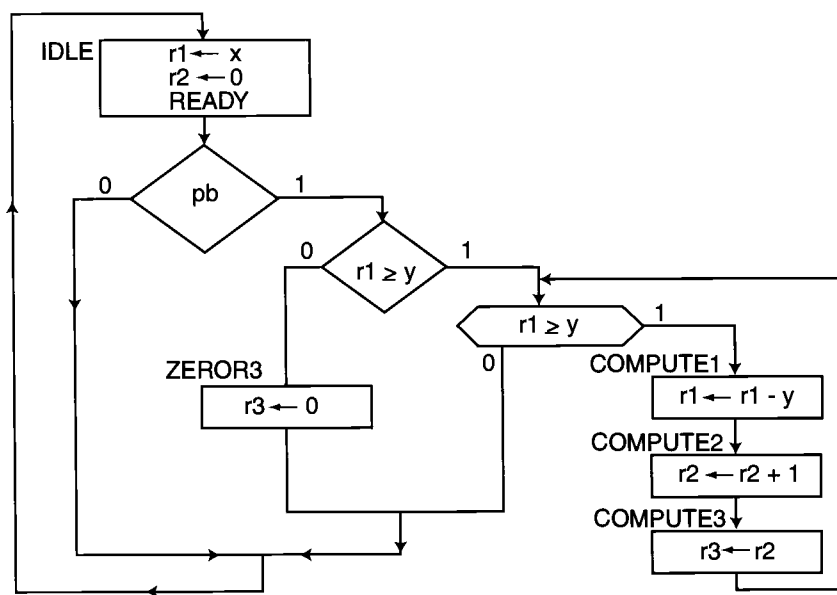 IDLE
r1 ← x
r2 ← 0
READY
0
pb
1
0
r1 ≥ y
1
r1 ≥ y
1
0
ZEROR3
r3 ← 0
COMPUTE1
r1 ← r1 - y
COMPUTE2
r2 ← r2 + 1
COMPUTE3
r3 ← r2